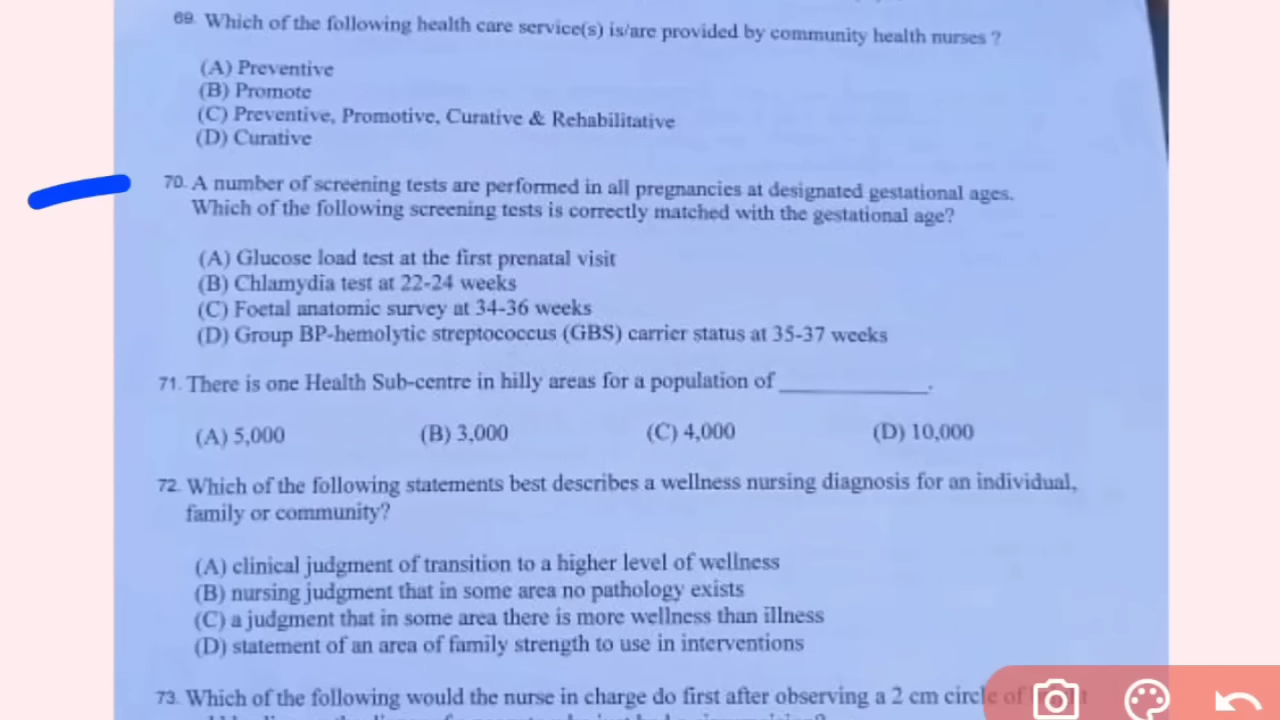 69. Which of the following health care service(s) is/are provided by community health nurses ?
(A) Preventive
(B) Promote
(C) Preventive, Promotive, Curative & Rehabilitative
(D) Curative
70. A number of screening tests are performed in all pregnancies at designated gestational ages.
Which of the following screening tests is correctly matched with the gestational age?
(A) Glucose load test at the first prenatal visit
(B) Chlamydia test at 22-24 weeks
(C) Foetal anatomic survey at 34-36 weeks
(D) Group BP-hemolytic streptococcus (GBS) carrier status at 35-37 weeks
71. There is one Health Sub-centre in hilly areas for a population of ____________.
(A) 5,000 (B) 3,000 (C) 4,000 (D) 10,000
72. Which of the following statements best describes a wellness nursing diagnosis for an individual,
family or community?
(A) clinical judgment of transition to a higher level of wellness
(B) nursing judgment that in some area no pathology exists
(C) a judgment that in some area there is more wellness than illness
(D) statement of an area of family strength to use in interventions
73. Which of the following would the nurse in charge do first after observing a 2 cm circle of